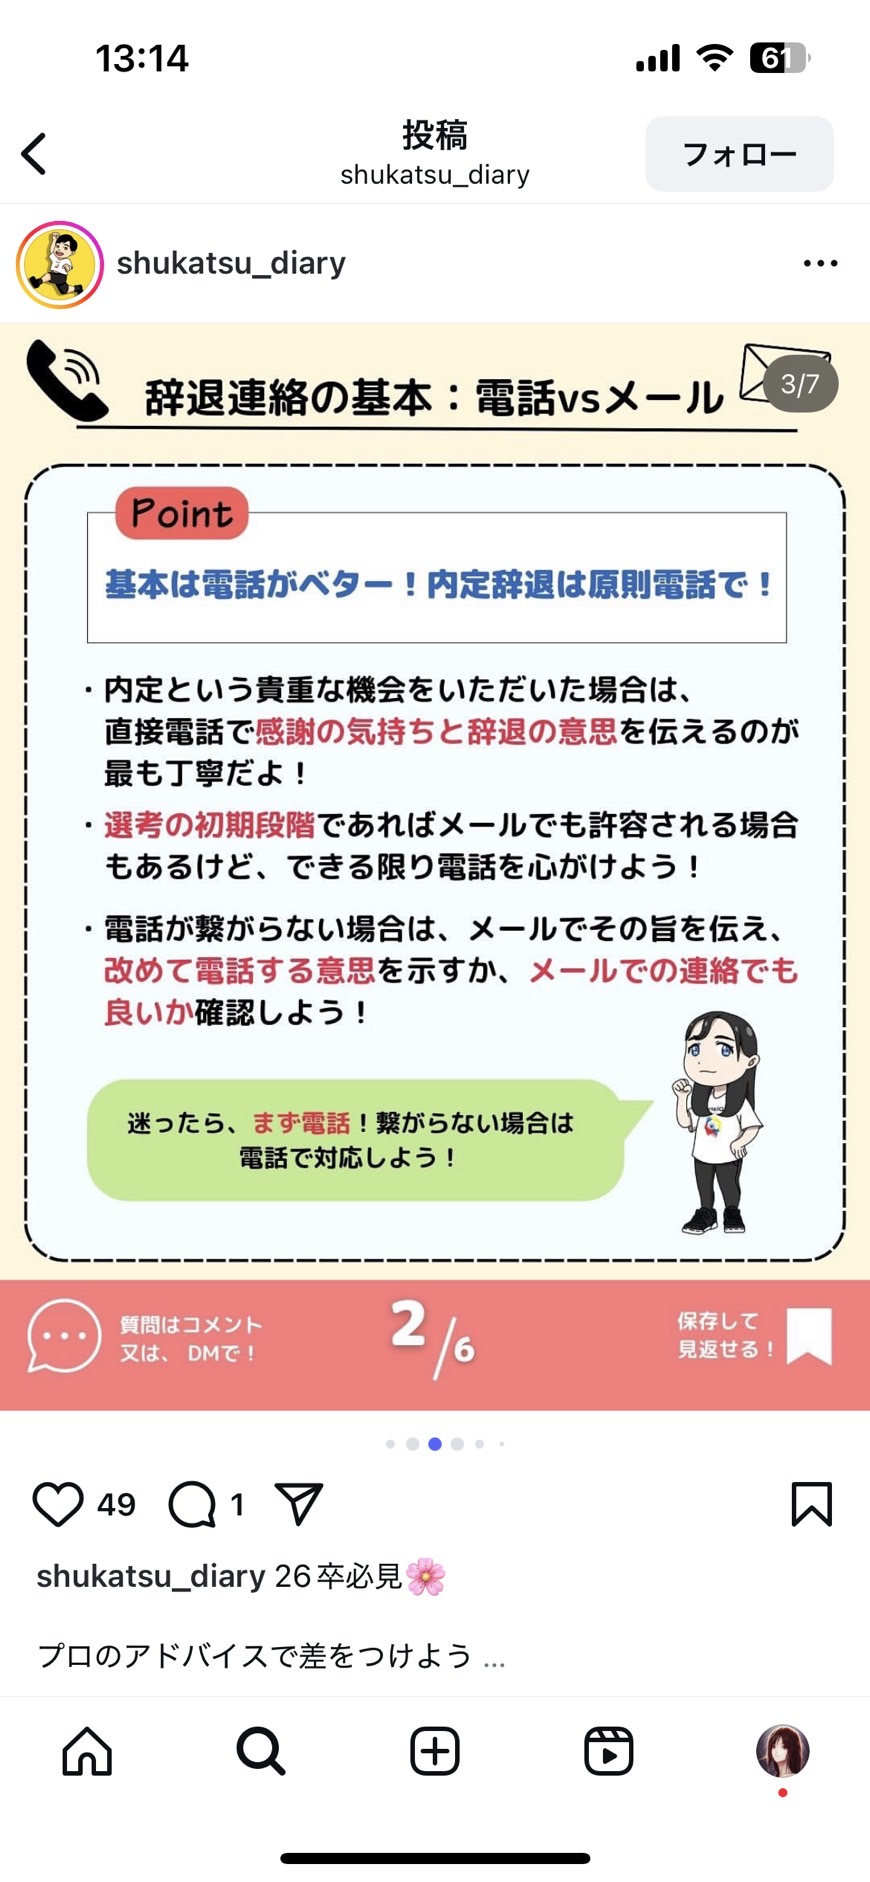 13:14
61
投稿
shukatsu_diary
フォロー
shukatsu_diary
辞退連絡の基本：電話vsメール
3/7
Point
基本は電話がベター！内定辞退は原則電話で！
・内定という貴重な機会をいただいた場合は、
直接電話で感謝の気持ちと辞退の意思を伝えるのが
最も丁寧だよ！
・選考の初期段階であればメールでも許容される場合
もあるけど、できる限り電話を心がけよう！
・電話が繋がらない場合は、メールでその旨を伝え、
改めて電話する意思を示すか、メールでの連絡でも
良いか確認しよう！
迷ったら、まず電話！繋がらない場合は
電話で対応しよう！
質問はコメント
又は、 DMで！
2/6
保存して
見返せる！
49
1
shukatsu_diary 26卒必見🌸
プロのアドバイスで差をつけよう ...